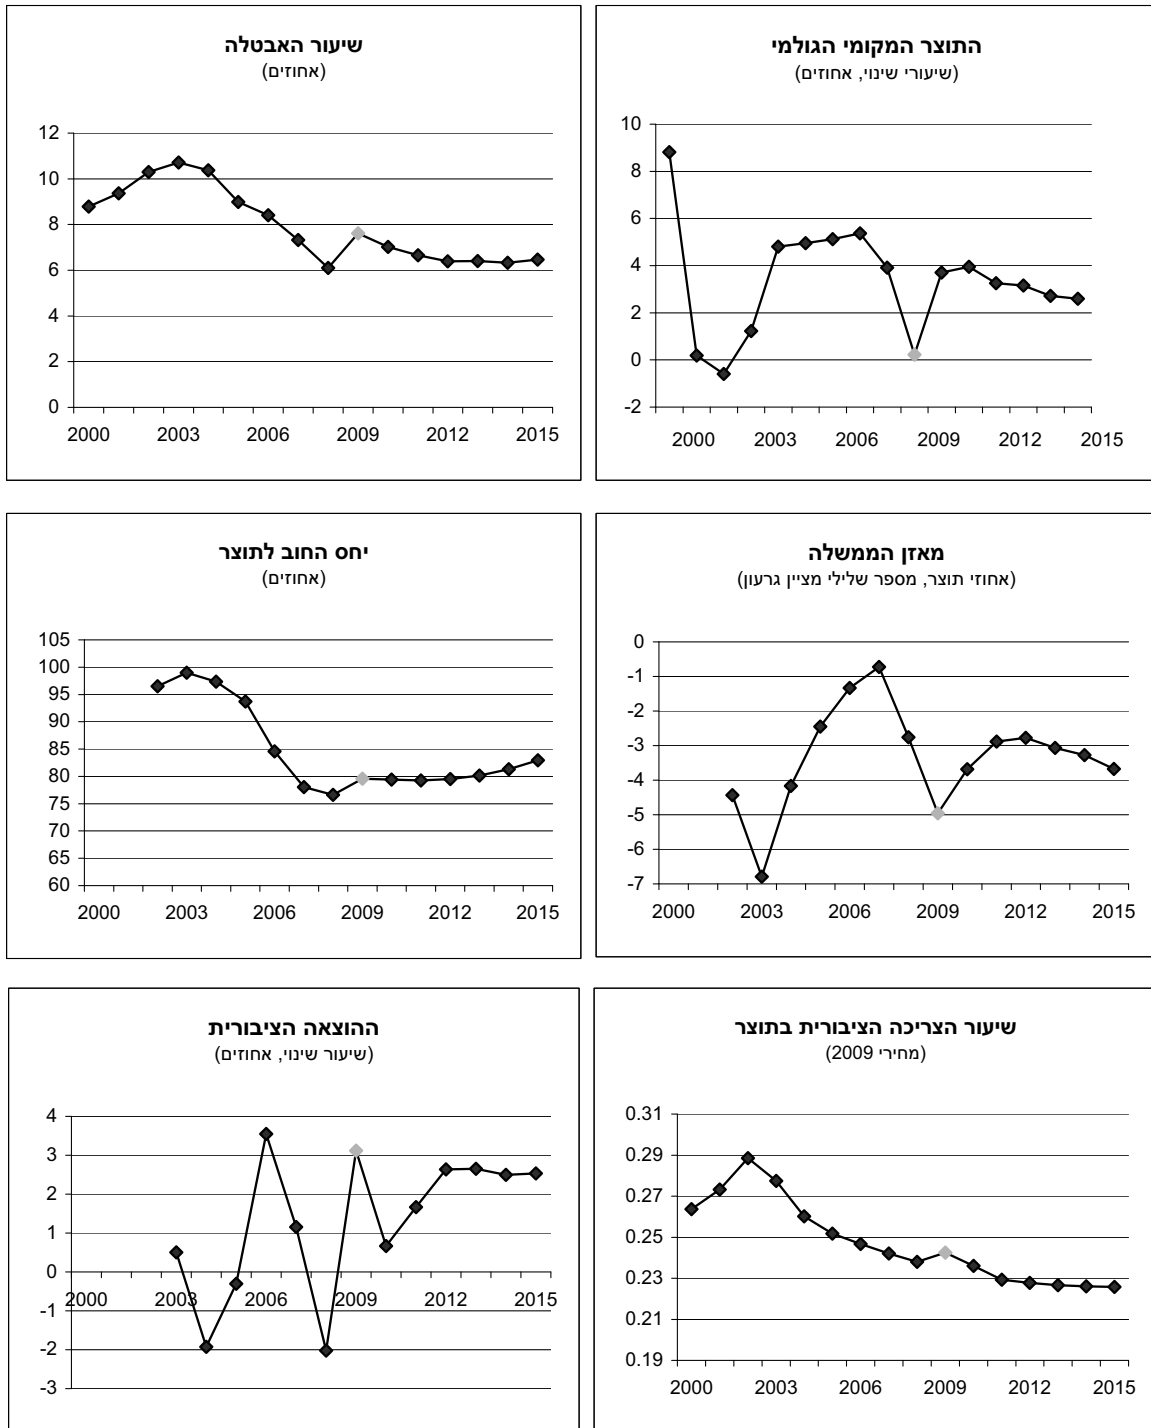 התוצר המקומי הגולמי
(שיעורי שינוי, אחוזים)
10
8
6
4
2
0
-2
2000 2003 2006 2009 2012 2015
שיעור האבטלה
(אחוזים)
12
10
8
6
4
2
0
2000 2003 2006 2009 2012 2015
מאזן הממשלה
(אחוזי תוצר, מספר שלילי מציין גרעון)
0
-1
-2
-3
-4
-5
-6
-7
2000 2003 2006 2009 2012 2015
יחס החוב לתוצר
(אחוזים)
105
100
95
90
85
80
75
70
65
60
2000 2003 2006 2009 2012 2015
שיעור הצריכה הציבורית בתוצר
(מחירי 2009)
0.31
0.29
0.27
0.25
0.23
0.21
0.19
2000 2003 2006 2009 2012 2015
ההוצאה הציבורית
(שיעור שינוי, אחוזים)
4
3
2
1
0
-1
-2
-3
2000 2003 2006 2009 2012 2015